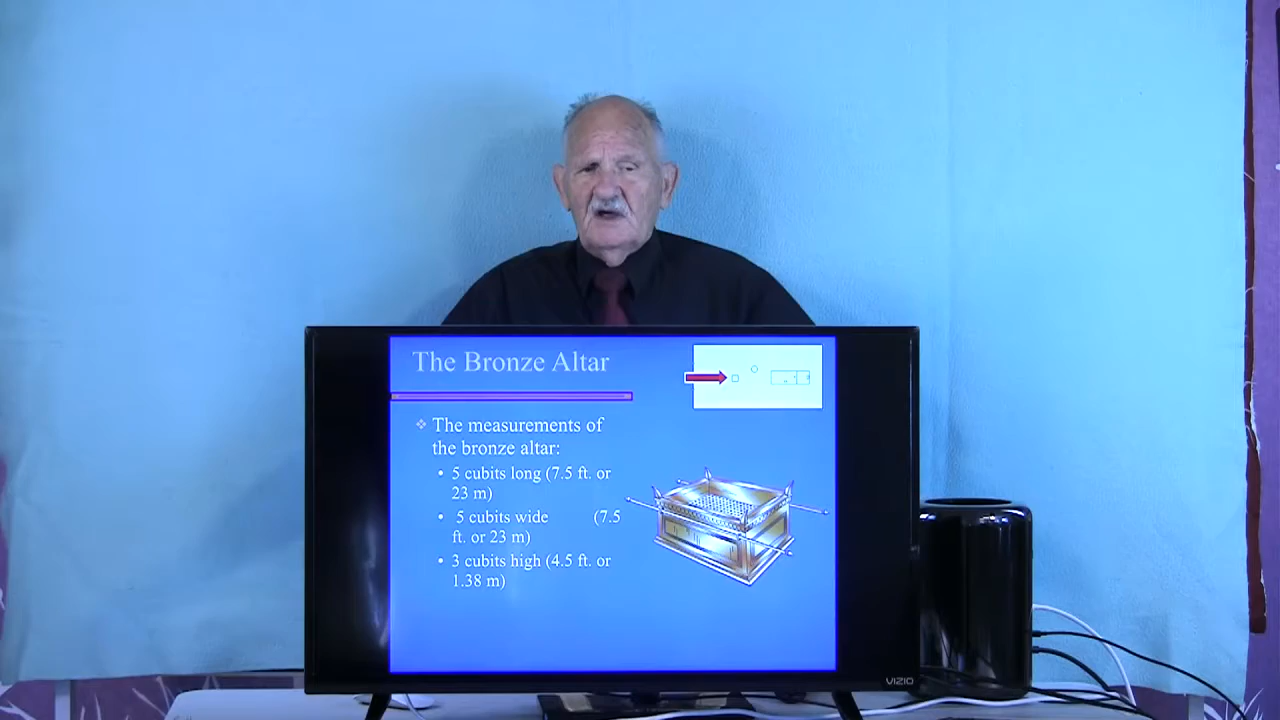 The Bronze Altar
❖ The measurements of
the bronze altar:
• 5 cubits long (7.5 ft. or
23 m)
• 5 cubits wide (7.5
ft. or 23 m)
• 3 cubits high (4.5 ft. or
1.38 m)
VIZIO